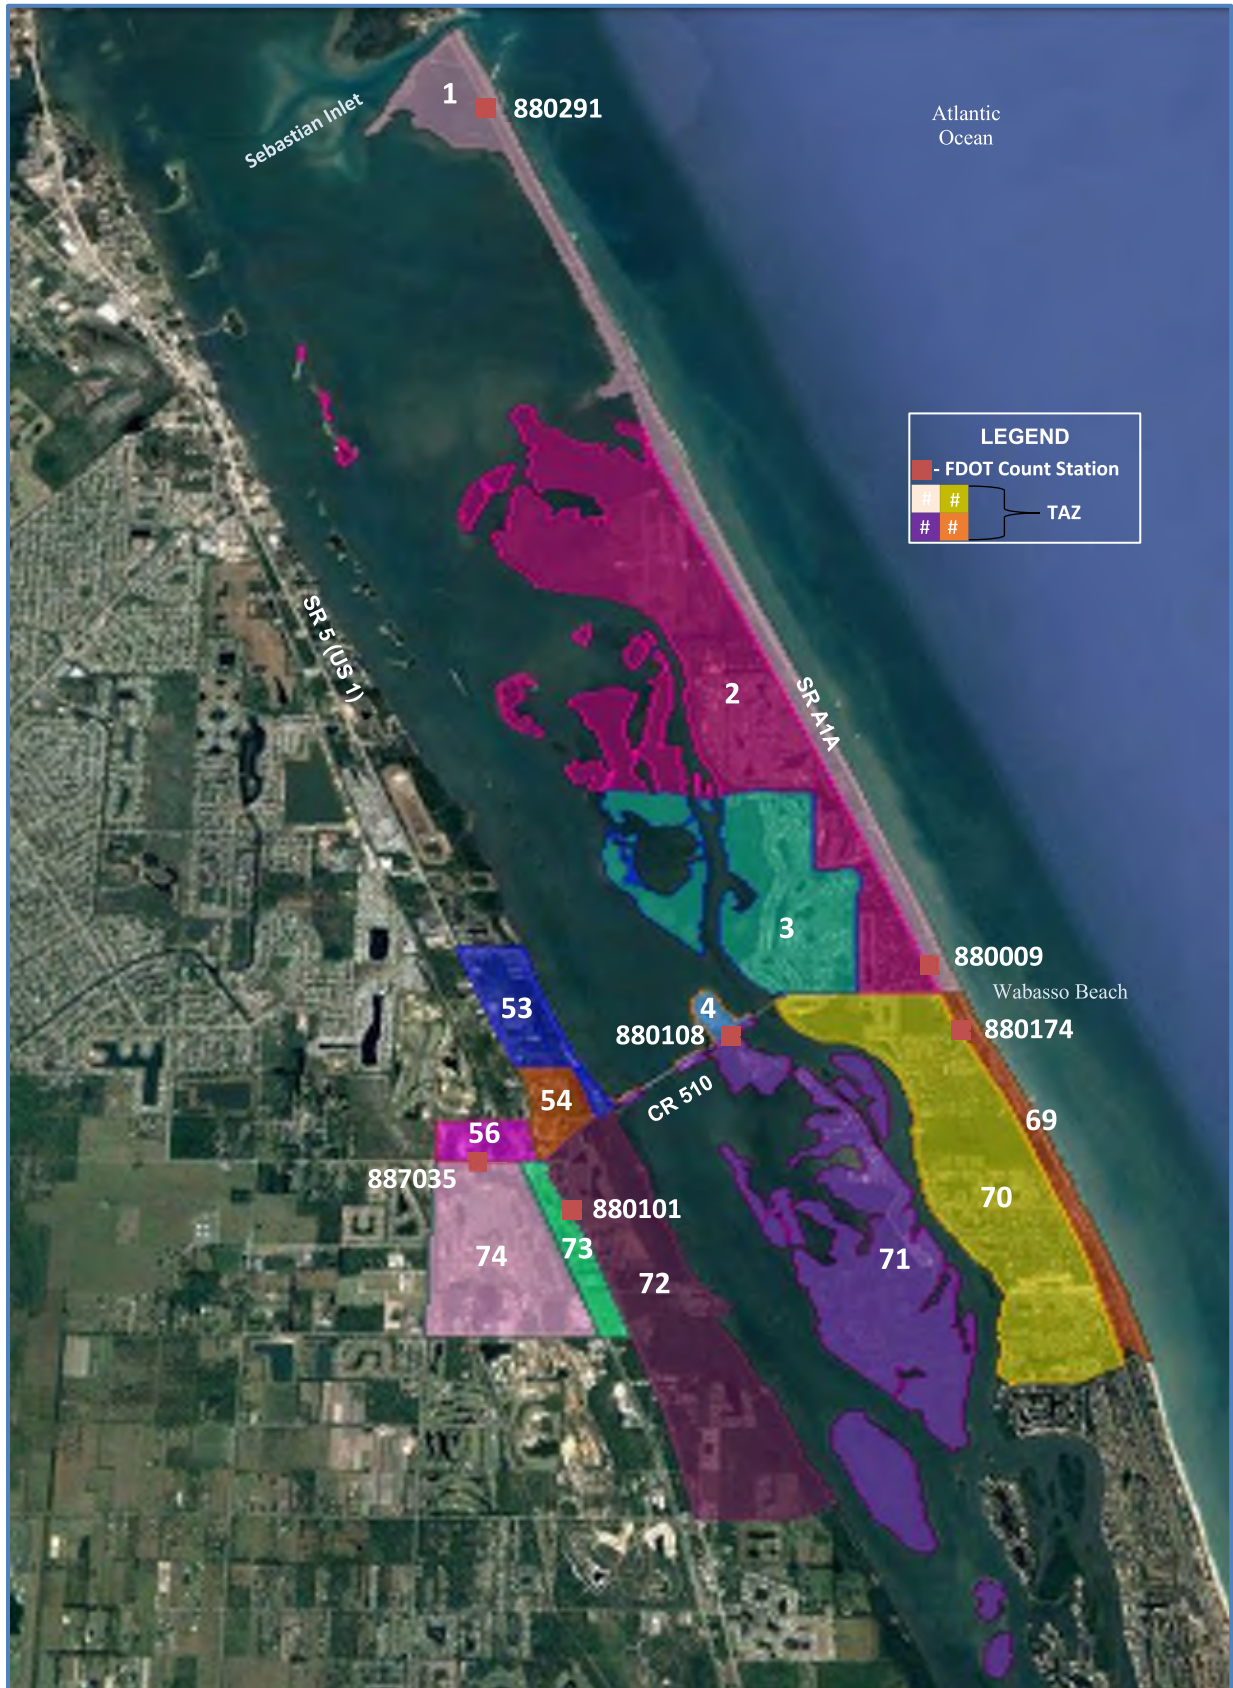 1
880291
Sebastian Inlet
Atlantic
Ocean
LEGEND
- FDOT Count Station
# #
# #
TAZ
SR 5 (US 1)
2
SR A1A
3
880009
Wabasso Beach
53
4
880108
880174
CR 510
54
69
56
887035
70
880101
73
74
71
72